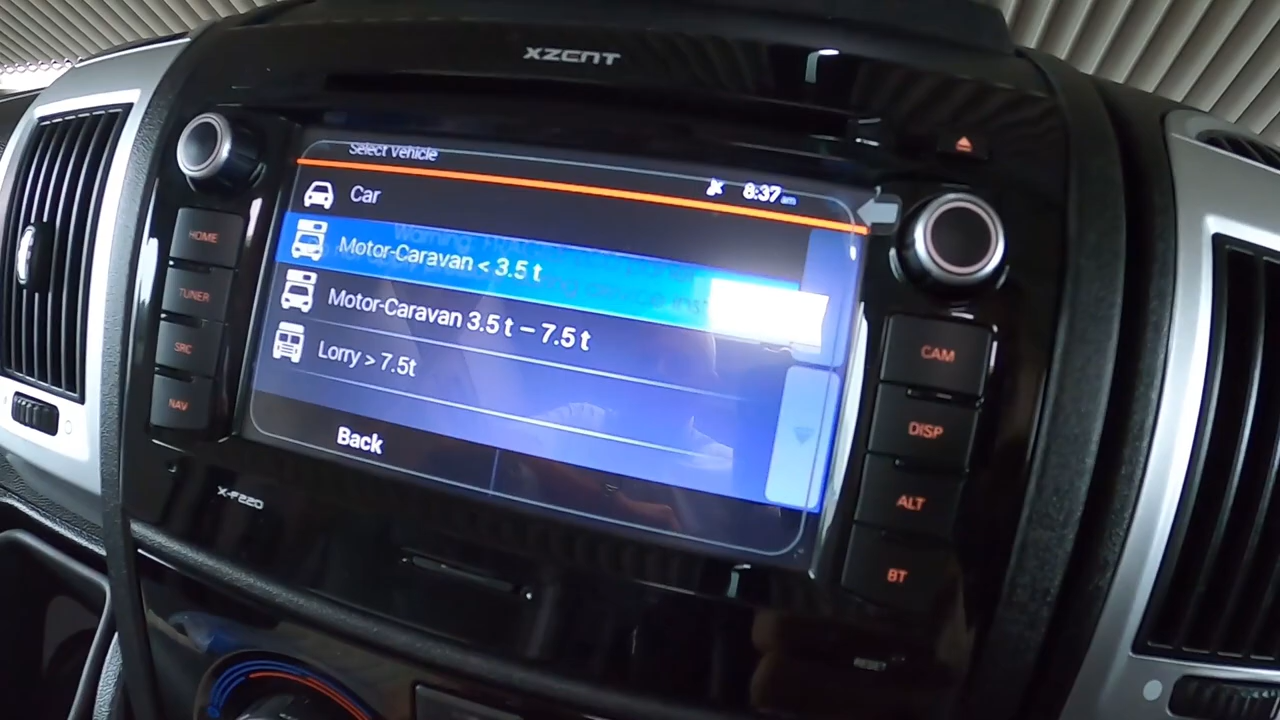 XZENT
Select Vehicle
8:37 am
Car
Motor-Caravan < 3.5 t
Motor-Caravan 3.5 t – 7.5 t
Lorry > 7.5t
Back
HOME
TUNER
SRC
NAV
CAM
DISP
ALT
BT
X-F220
RESET